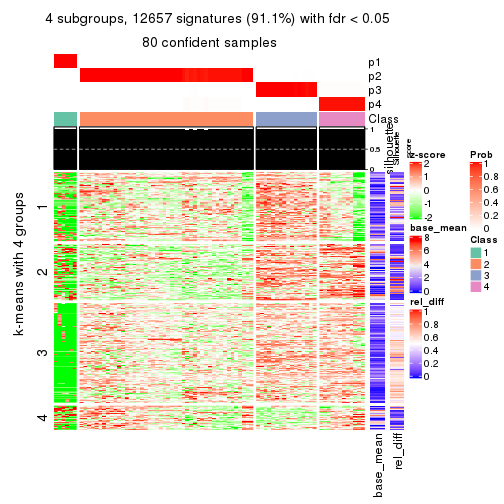 4 subgroups, 12657 signatures (91.1%) with fdr < 0.05
80 confident samples
p1
p2
p3
p4
Class
1
0.5
0
silhouette
Silhouette
score
k-means with 4 groups
1
2
3
4
base_mean
rel_diff
z-score
2
1
0
-1
-2
base_mean
8
6
4
2
0
rel_diff
1
0.8
0.6
0.4
0.2
0
Prob
1
0.8
0.6
0.4
0.2
0
Class
1
2
3
4